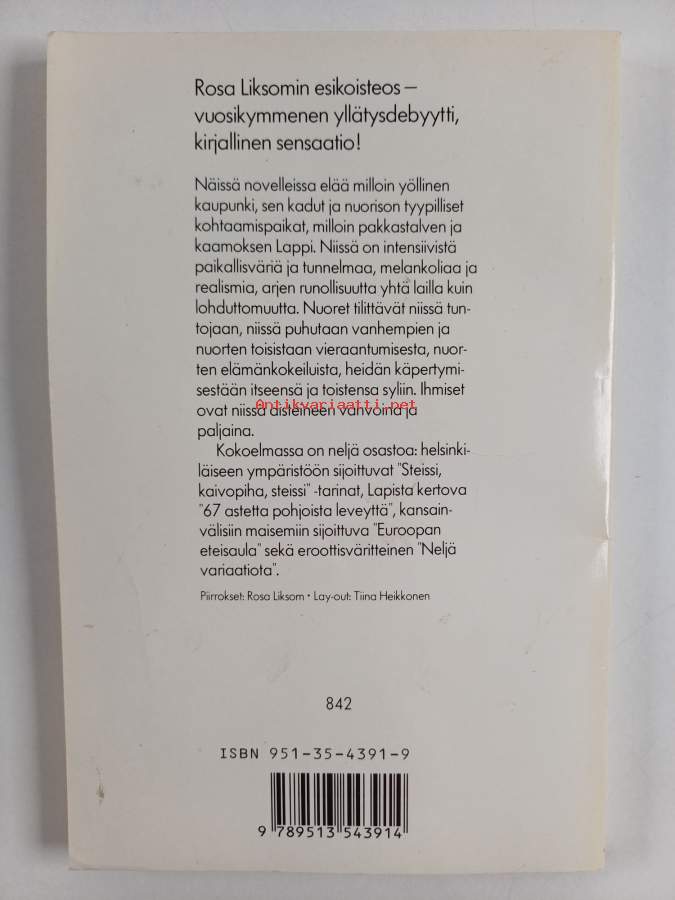 Rosa Liksomin esikoisteos –
vuosikymmenen yllätysdebyytti,
kirjallinen sensaatio!
Näissä novelleissa elää milloin yöllinen
kaupunki, sen kadut ja nuorison tyypilliset
kohtaamispaikat, milloin pakkastalven ja
kaamoksen Lappi. Niissä on intensiivistä
paikallisväriä ja tunnelmaa, melankoliaa ja
realismia, arjen runollisuutta yhtä lailla kuin
lohduttomuutta. Nuoret tilittävät niissä tun-
tojaan, niissä puhutaan vanhempien ja
nuorten toisistaan vieraantumisesta, nuor-
ten elämänkokeiluista, heidän käpertymi-
sestään itseensä ja toistensa syliin. Ihmiset
Antikvariaatti.net
ovat niissä aisteineen vahvoina ja
paljaina.
Kokoelmassa on neljä osastoa: helsinki-
läiseen ympäristöön sijoittuvat "Steissi,
kaivopiha, steissi" -tarinat, Lapista kertova
"67 astetta pohjoista leveyttä", kansain-
välisiin maisemiin sijoittuva "Euroopan
eteisaula" sekä eroottisväritteinen "Neljä
variaatiota".
Piirrokset: Rosa Liksom • Lay-out: Tiina Heikkonen
842
ISBN 951-35-4391-9
9 789513 543914